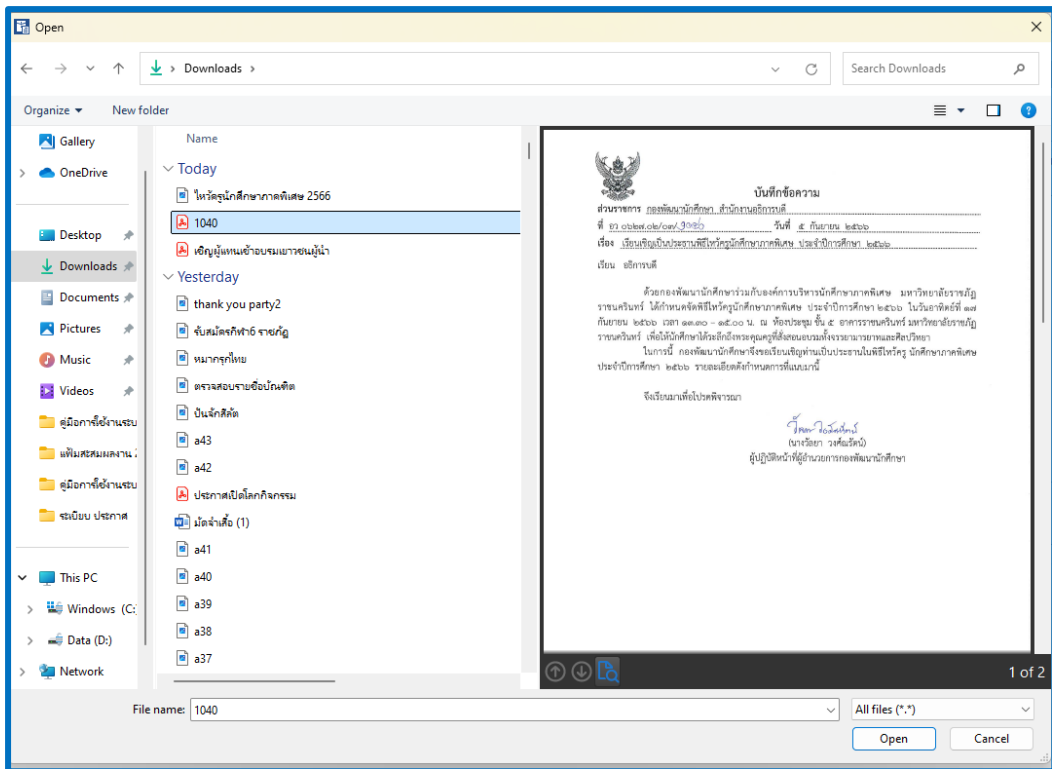 Open
Downloads
Search Downloads
Organize
New folder
Gallery
OneDrive
Desktop
Downloads
Documents
Pictures
Music
Videos
คู่มือการใช้งานระบ
แฟ้มสะสมผลงาน 2
คู่มือการใช้งานระบ
ระเบียบ ประกาศ
This PC
Windows (C:
Data (D:)
Network
Name
Today
ไหว้ครูนักศึกษาภาคพิเศษ 2566
1040
เชิญผู้แทนเข้าอบรมเยาวชนผู้นำ
Yesterday
thank you party2
รับสมัครกีฬา6 ราชภัฏ
หมากรุกไทย
ตรวจสอบรายชื่อบัณฑิต
ปันจักสีลัต
a43
a42
ประกาศเปิดโลกกิจกรรม
มัดจำเสื้อ (1)
a41
a40
a39
a38
a37
บันทึกข้อความ
ส่วนราชการ กองพัฒนานักศึกษา สำนักงานอธิการบดี
ที่ อว ๐๖๒๗.๐๒/๐๓/ วันที่ ๕ กันยายน ๒๕๖๖
เรื่อง เรียนเชิญเป็นประธานพิธีไหว้ครูนักศึกษาภาคพิเศษ ประจำปีการศึกษา ๒๕๖๖
เรียน อธิการบดี
ด้วยกองพัฒนานักศึกษาร่วมกับองค์การบริหารนักศึกษาภาคพิเศษ มหาวิทยาลัยราชภัฏ
ราชนครินทร์ ได้กำหนดจัดพิธีไหว้ครูนักศึกษาภาคพิเศษ ประจำปีการศึกษา ๒๕๖๖ ในวันอาทิตย์ที่ ๑๗
กันยายน ๒๕๖๖ เวลา ๑๓.๓๐ – ๑๕.๐๐ น. ณ ห้องประชุม ชั้น ๕ อาคารราชนครินทร์ มหาวิทยาลัยราชภัฏ
ราชนครินทร์ เพื่อให้นักศึกษาได้ระลึกถึงพระคุณครูที่สั่งสอนอบรมทั้งจรรยามารยาทและศิลปวิทยา
ในการนี้ กองพัฒนานักศึกษาจึงขอเรียนเชิญท่านเป็นประธานในพิธีไหว้ครู นักศึกษาภาคพิเศษ
ประจำปีการศึกษา ๒๕๖๖ รายละเอียดดังกำหนดการที่แนบมานี้
จึงเรียนมาเพื่อโปรดพิจารณา
(นางวัลยา วงศ์ณรัตน์)
ผู้ปฏิบัติหน้าที่ผู้อำนวยการกองพัฒนานักศึกษา
1 of 2
File name: 1040
All files (*.*)
Open
Cancel